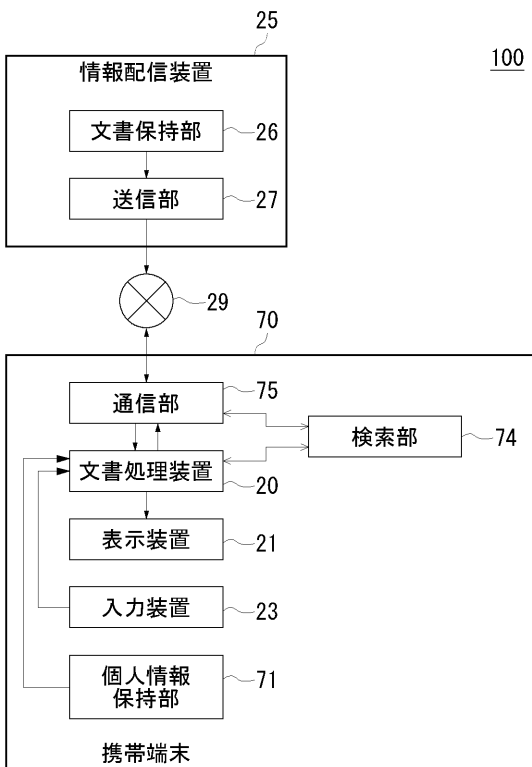 25
情報配信装置
100
文書保持部
26
送信部
27
29
70
通信部
75
検索部
74
文書処理装置
20
表示装置
21
入力装置
23
個人情報
保持部
71
携帯端末